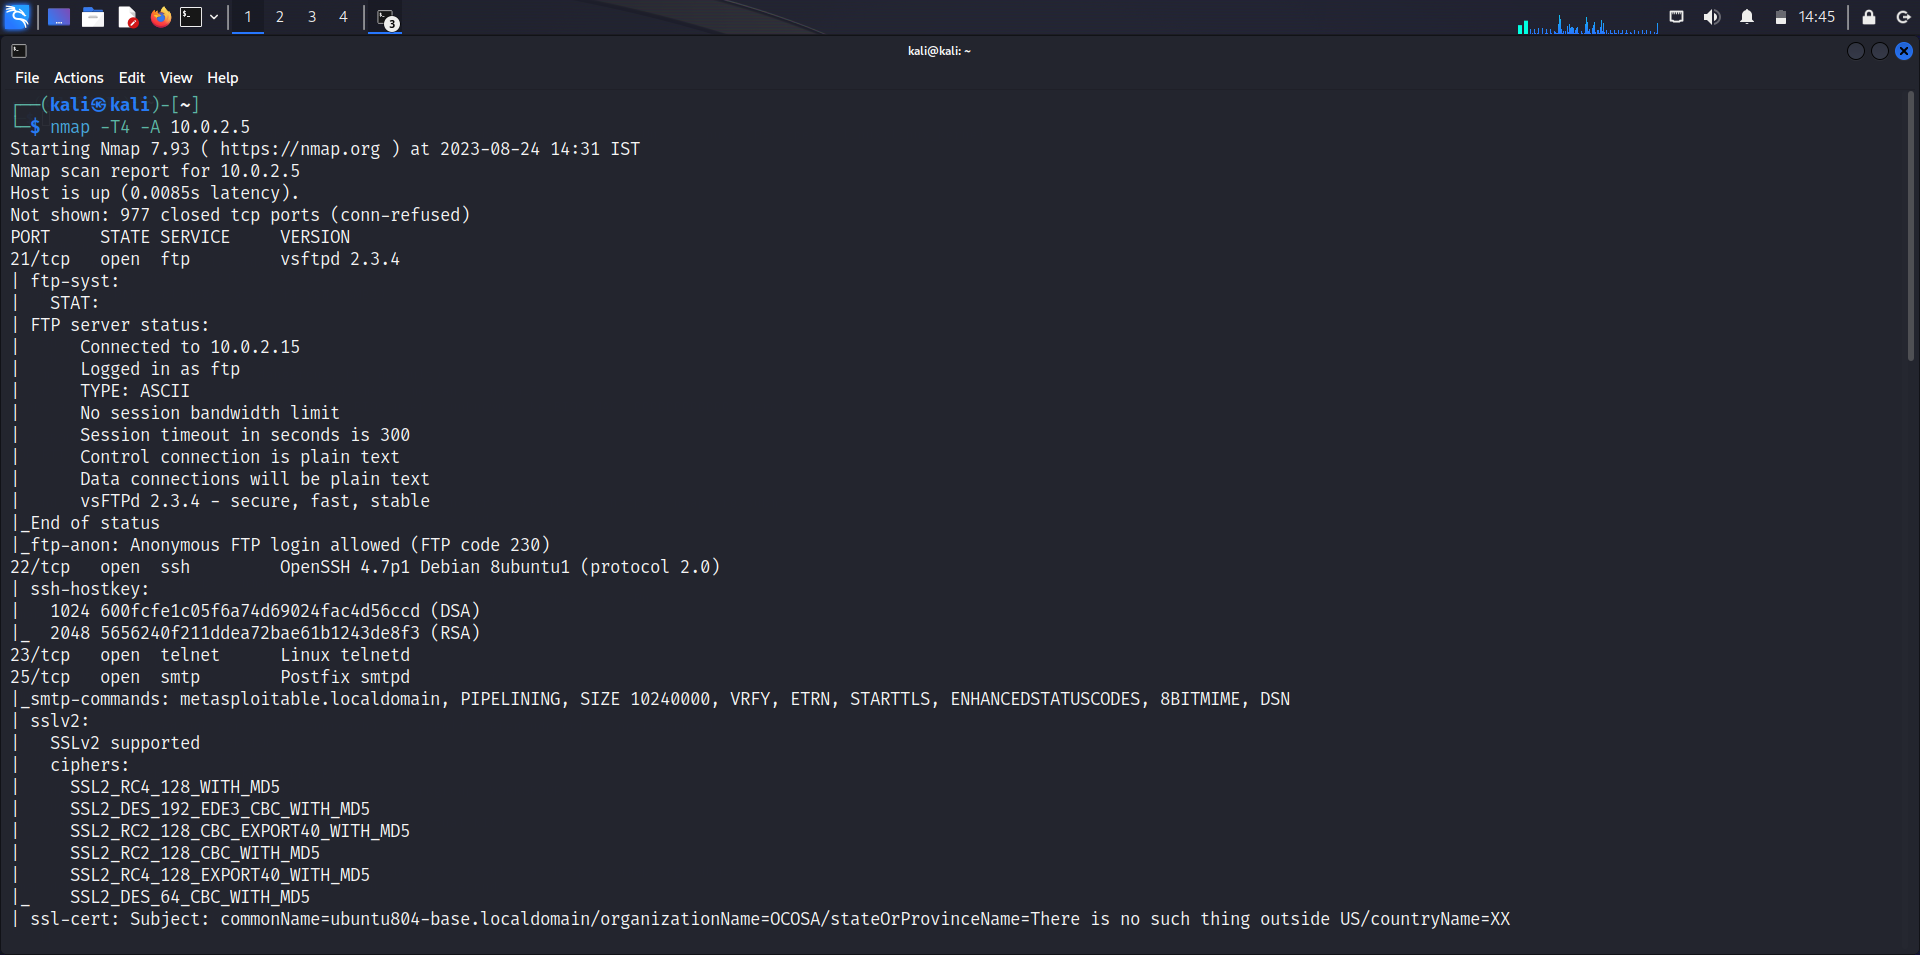 1 2 3 4 3 14:45
kali@kali: ~
File Actions Edit View Help
┌──(kali㉿kali)-[~]
└─$ nmap -T4 -A 10.0.2.5
Starting Nmap 7.93 ( https://nmap.org ) at 2023-08-24 14:31 IST
Nmap scan report for 10.0.2.5
Host is up (0.0085s latency).
Not shown: 977 closed tcp ports (conn-refused)
PORT     STATE SERVICE     VERSION
21/tcp   open  ftp         vsftpd 2.3.4
| ftp-syst:
|   STAT:
| FTP server status:
|      Connected to 10.0.2.15
|      Logged in as ftp
|      TYPE: ASCII
|      No session bandwidth limit
|      Session timeout in seconds is 300
|      Control connection is plain text
|      Data connections will be plain text
|      vsFTPd 2.3.4 - secure, fast, stable
|_End of status
|_ftp-anon: Anonymous FTP login allowed (FTP code 230)
22/tcp   open  ssh         OpenSSH 4.7p1 Debian 8ubuntu1 (protocol 2.0)
| ssh-hostkey:
|   1024 600fcfe1c05f6a74d69024fac4d56ccd (DSA)
|_  2048 5656240f211ddea72bae61b1243de8f3 (RSA)
23/tcp   open  telnet      Linux telnetd
25/tcp   open  smtp        Postfix smtpd
|_smtp-commands: metasploitable.localdomain, PIPELINING, SIZE 10240000, VRFY, ETRN, STARTTLS, ENHANCEDSTATUSCODES, 8BITMIME, DSN
| sslv2:
|   SSLv2 supported
|   ciphers:
|     SSL2_RC4_128_WITH_MD5
|     SSL2_DES_192_EDE3_CBC_WITH_MD5
|     SSL2_RC2_128_CBC_EXPORT40_WITH_MD5
|     SSL2_RC2_128_CBC_WITH_MD5
|     SSL2_RC4_128_EXPORT40_WITH_MD5
|_    SSL2_DES_64_CBC_WITH_MD5
| ssl-cert: Subject: commonName=ubuntu804-base.localdomain/organizationName=OCOSA/stateOrProvinceName=There is no such thing outside US/countryName=XX